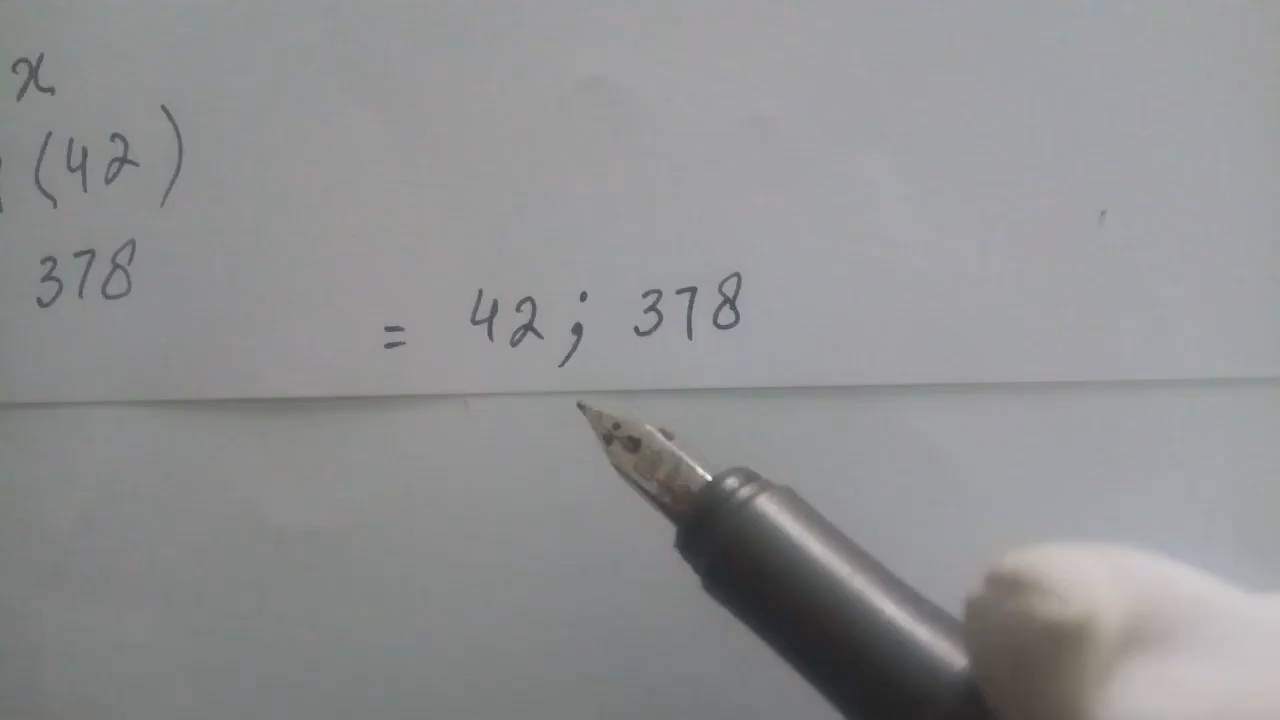 x
(42)
378
= 42; 378